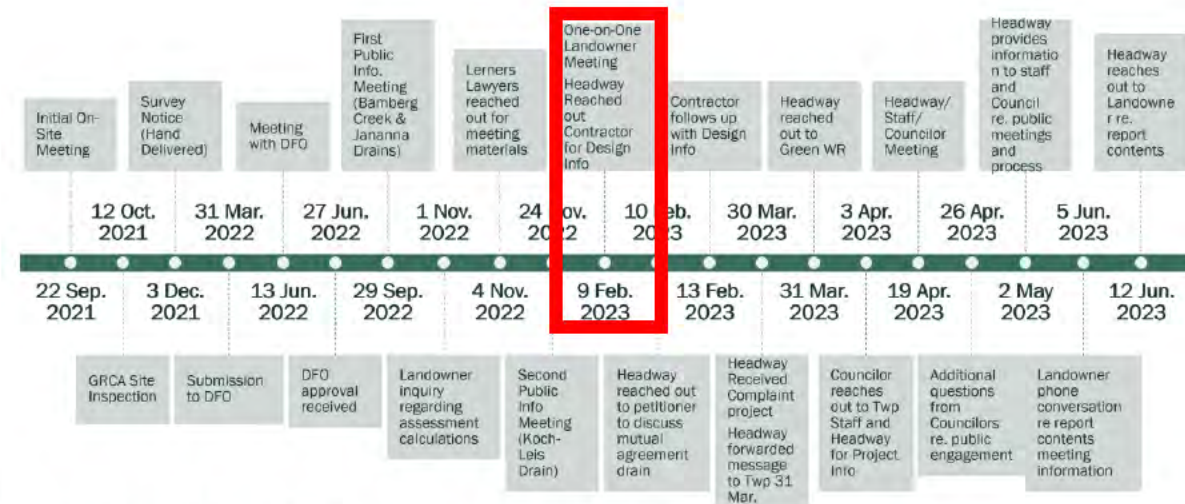 First
Public
Info.
Meeting
(Bamberg
Creek &
Jananna
Drains)
One-on-One
Landowner
Meeting
Headway
Reached
out
Contractor
for Design
Info
Headway
provides
informatio
n to staff
and
Council
re. public
meetings
and
process
Initial On-
Site
Meeting
Survey
Notice
(Hand
Delivered)
Meeting
with DFO
Lerners
Lawyers
reached
out for
meeting
materials
Contractor
follows up
with Design
Info
Headway
reached
out to
Green WR
Headway/
Staff/
Councilor
Meeting
Headway
reaches
out to
Landowne
r re.
report
contents
12 Oct.
2021
31 Mar.
2022
27 Jun.
2022
1 Nov.
2022
24 Nov.
2022
10 Feb.
2023
30 Mar.
2023
3 Apr.
2023
26 Apr.
2023
5 Jun.
2023
22 Sep.
2021
3 Dec.
2021
13 Jun.
2022
29 Sep.
2022
4 Nov.
2022
9 Feb.
2023
13 Feb.
2023
31 Mar.
2023
19 Apr.
2023
2 May
2023
12 Jun.
2023
GRCA Site
Inspection
Submission
to DFO
DFO
approval
received
Landowner
inquiry
regarding
assessment
calculations
Second
Public
Info
Meeting
(Koch-
Leis
Drain)
Headway
reached out
to petitioner
to discuss
mutual
agreement
drain
Headway
Received
Complaint
project
Headway
forwarded
message
to Twp 31
Mar.
Councilor
reaches
out to Twp
Staff and
Headway
for Project
Info
Additional
questions
from
Councilors
re. public
engagement
Landowner
phone
conversation
re report
contents
meeting
information